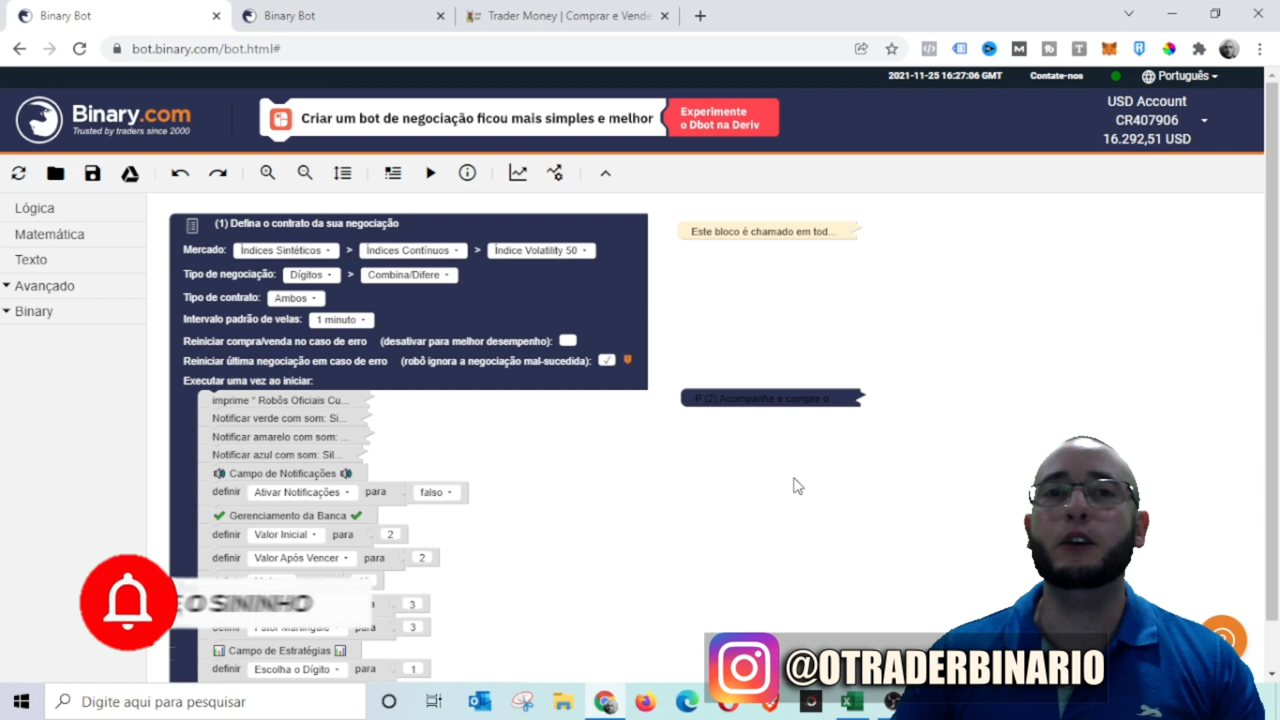 Binary Bot
Binary Bot
Trader Money | Comprar e Vende
bot.binary.com/bot.html#
2021-11-25 16:27:06 GMT
Contate-nos
Português
Binary.com
Trusted by traders since 2000
Criar um bot de negociação ficou mais simples e melhor
Experimente
o Dbot na Deriv
USD Account
CR407906
16.292,51 USD
Lógica
Matemática
Texto
Avançado
Binary
(1) Defina o contrato da sua negociação
Mercado: Índices Sintéticos > Índices Contínuos > Índice Volatility 50
Tipo de negociação: Dígitos > Combina/Difere
Tipo de contrato: Ambos
Intervalo padrão de velas: 1 minuto
Reiniciar compra/venda no caso de erro (desativar para melhor desempenho):
Reiniciar última negociação em caso de erro (robô ignora a negociação mal-sucedida): ✓
Executar uma vez ao iniciar:
imprime “ Robôs Oficiais Cu...
Notificar verde com som: Si...
Notificar amarelo com som: ...
Notificar azul com som: Sil...
Campo de Notificações
definir Ativar Notificações para falso
Gerenciamento da Banca
definir Valor Inicial para 2
definir Valor Após Vencer para 2
a 3
Fator Martingale para 3
Campo de Estratégias
definir Escolha o Dígito para 1
Este bloco é chamado em tod...
P (2) Acompanhe e compre o ...
E O SININHO
@OTRADERBINARIO
Digite aqui para pesquisar